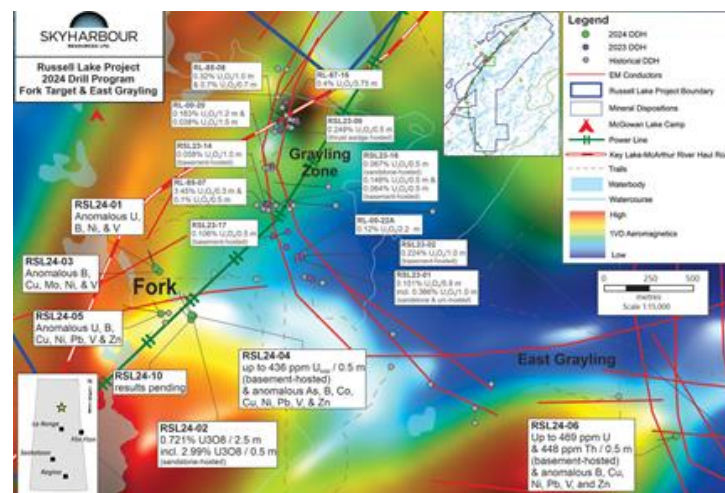 SKYHARBOUR
RESOURCES LTD.
Russell Lake Project
2024 Drill Program
Fork Target & East Grayling
RL-85-08
0.52% U₃O₈/1.0 m
& 0.7% U₃O₈/0.7 m
RL-87-16
0.4% U₃O₈/0.75 m
RL-00-20
0.183% U₃O₈/1.2 m &
0.038% U₃O₈/1.5 m
RSL23-09
0.249% U₃O₈/0.5 m
RSL23-14
0.059% U₃O₈/1.0 m
(basement-hosted)
Grayling
Zone
RSL23-16
0.067% U₃O₈/0.5 m
(sandstone-hosted)
0.149% U₃O₈/0.5 m &
0.064% U₃O₈/0.5 m
(basement-hosted)
RL-85-07
3.45% U₃O₈/0.3 m &
0.1% U₃O₈/0.5 m
RSL23-17
0.106% U₃O₈/0.5 m
(basement-hosted)
RL-00-22A
0.12% U₃O₈/2.2 m
RSL23-02
0.224% U₃O₈/1.0 m
(basement-hosted)
RSL23-01
0.151% U₃O₈/5.9 m
incl. 0.366% U₃O₈/1.0 m
RSL24-01
Anomalous U,
B, Ni, & V
RSL24-03
Anomalous B,
Cu, Mo, Ni, & V
Fork
RSL24-05
Anomalous U, B,
Cu, Ni, Pb, V & Zn
RSL24-10
results pending
RSL24-04
up to 436 ppm U / 0.5 m
(basement-hosted)
& anomalous As, B, Co,
Cu, Ni, Pb, V, & Zn
RSL24-02
0.721% U3O8 / 2.5 m
incl. 2.99% U3O8 / 0.5 m
(sandstone-hosted)
East Grayling
RSL24-06
Up to 469 ppm U
& 448 ppm Th / 0.5 m
(basement-hosted)
& anomalous B, Cu,
Ni, Pb, V, and Zn
Legend
2024 DDH
2023 DDH
Historical DDH
EM Conductors
Russell Lake Project Boundary
Mineral Dispositions
McGowan Lake Camp
Power Line
Key Lake-McArthur River Haul Ro
Trails
Waterbody
Watercourse
High
1VD Aeromagnetics
Low
0 250 500
metres
Scale 1:15,000
La Ronge
Flin Flon
Saskatoon
Regina